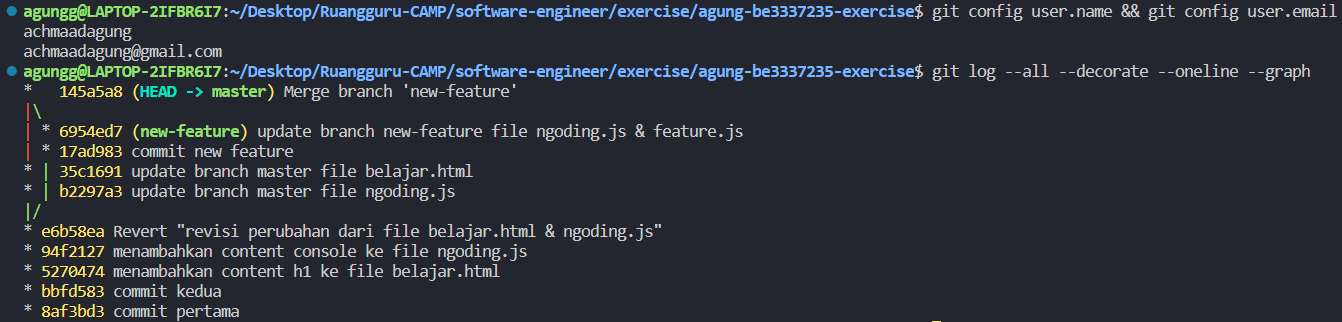 agungg@LAPTOP-2IFBR6I7:~/Desktop/Ruangguru-CAMP/software-engineer/exercise/agung-be3337235-exercise$ git config user.name && git config user.email
achmaadagung
achmaadagung@gmail.com
agungg@LAPTOP-2IFBR6I7:~/Desktop/Ruangguru-CAMP/software-engineer/exercise/agung-be3337235-exercise$ git log --all --decorate --oneline --graph
*   145a5a8 (HEAD -> master) Merge branch 'new-feature'
|\
| * 6954ed7 (new-feature) update branch new-feature file ngoding.js & feature.js
| * 17ad983 commit new feature
* | 35c1691 update branch master file belajar.html
* | b2297a3 update branch master file ngoding.js
|/
* e6b58ea Revert "revisi perubahan dari file belajar.html & ngoding.js"
* 94f2127 menambahkan content console ke file ngoding.js
* 5270474 menambahkan content h1 ke file belajar.html
* bbfd583 commit kedua
* 8af3bd3 commit pertama